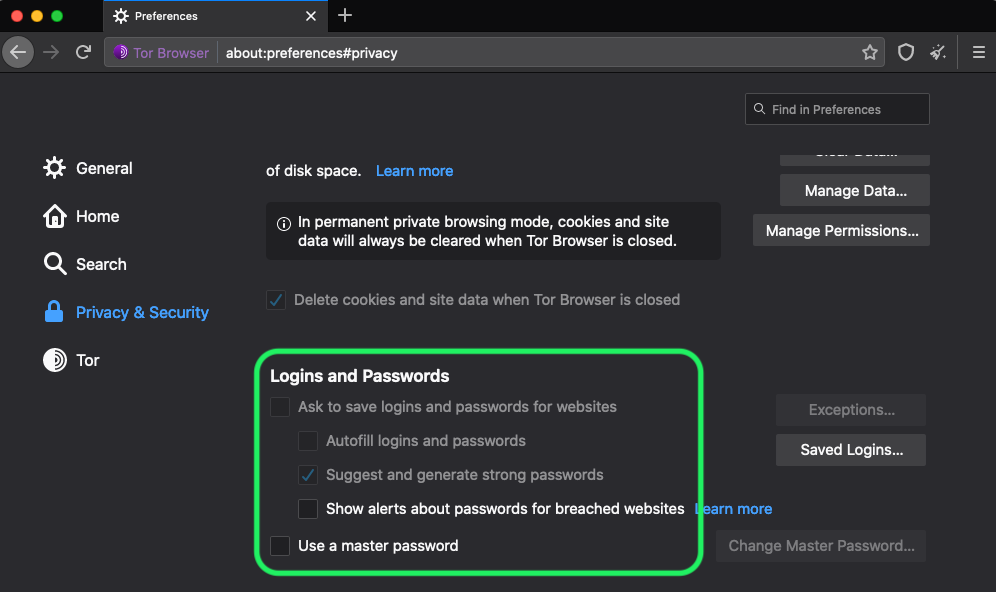 Preferences
Tor Browser about:preferences#privacy
Find in Preferences
General
Home
Search
Privacy & Security
Tor
of disk space. Learn more
Clear Data...
Manage Data...
In permanent private browsing mode, cookies and site
data will always be cleared when Tor Browser is closed.
Manage Permissions...
Delete cookies and site data when Tor Browser is closed
Logins and Passwords
Ask to save logins and passwords for websites
Exceptions...
Autofill logins and passwords
Saved Logins...
Suggest and generate strong passwords
Show alerts about passwords for breached websites Learn more
Use a master password
Change Master Password...